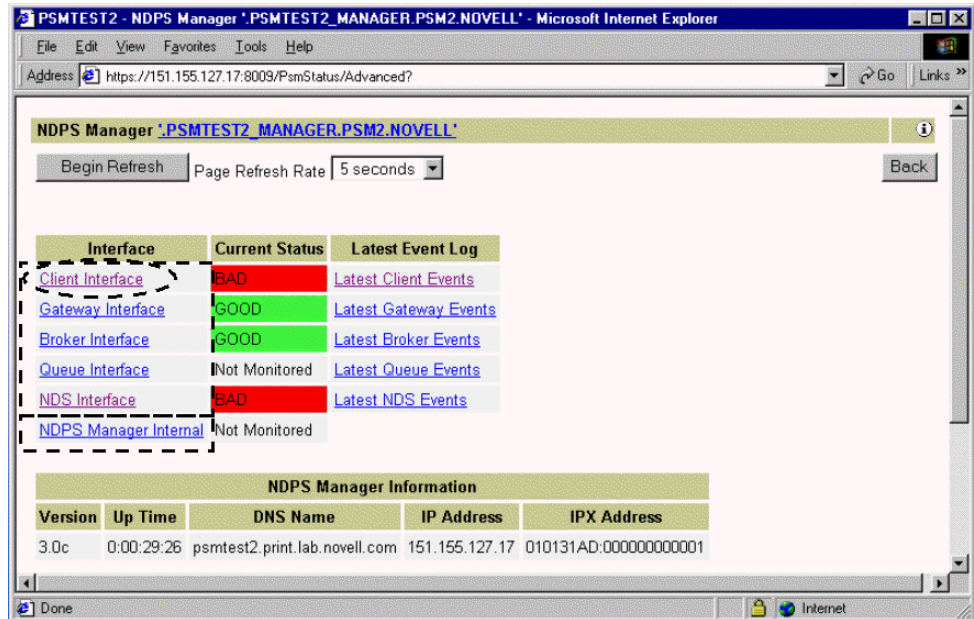 PSMTEST2 - NDPS Manager '.PSMTEST2_MANAGER.PSM2.NOVELL' - Microsoft Internet Explorer
File Edit View Favorites Tools Help
Address https://151.155.127.17:8009/PsmStatus/Advanced? Go Links »
NDPS Manager '.PSMTEST2_MANAGER.PSM2.NOVELL'
Begin Refresh Page Refresh Rate 5 seconds Back
Interface Current Status Latest Event Log
Client Interface BAD Latest Client Events
Gateway Interface GOOD Latest Gateway Events
Broker Interface GOOD Latest Broker Events
Queue Interface Not Monitored Latest Queue Events
NDS Interface BAD Latest NDS Events
NDPS Manager Internal Not Monitored
NDPS Manager Information
Version Up Time DNS Name IP Address IPX Address
3.0c 0:00:29:26 psmtest2.print.lab.novell.com 151.155.127.17 010131AD:000000000001
Done Internet